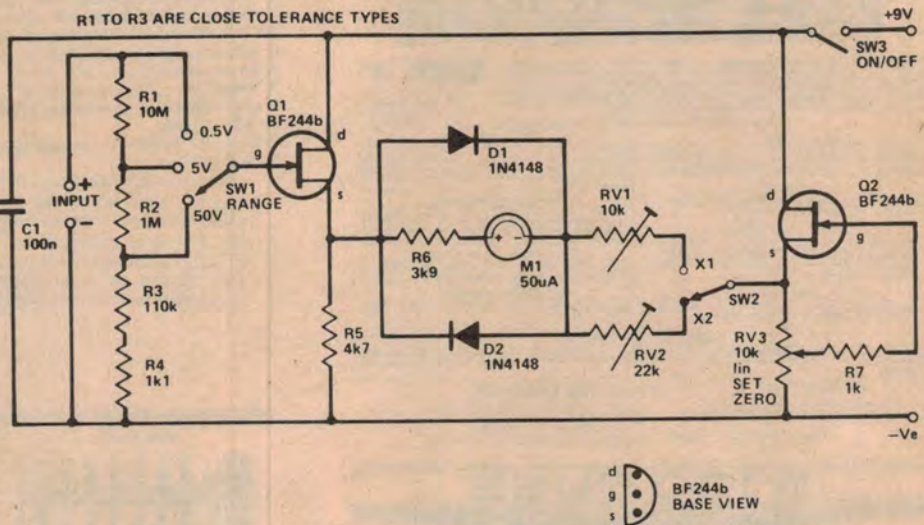 R1 TO R3 ARE CLOSE TOLERANCE TYPES
+9V
SW3
ON/OFF
R1
10M
0.5V
5V
50V
SW1
RANGE
Q1
BF244b
d
g
s
INPUT
+
-
C1
100n
R2
1M
R3
110k
R4
1k1
D1
1N4148
R6
3k9
+ -
M1
50uA
D2
1N4148
R5
4k7
RV1
10k
RV2
22k
X1
X2
SW2
Q2
BF244b
d
g
s
RV3
10k
lin
SET
ZERO
R7
1k
-Ve
d
g
s
BF244b
BASE VIEW